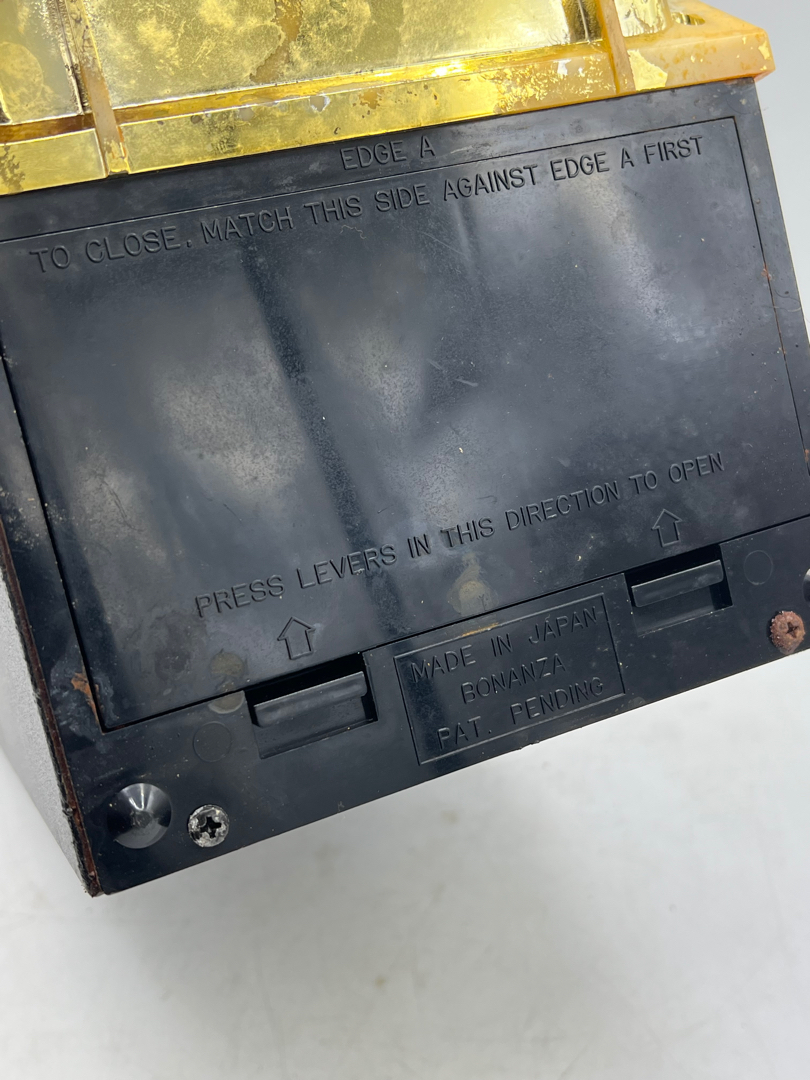 EDGE A
TO CLOSE. MATCH THIS SIDE AGAINST EDGE A FIRST
PRESS LEVERS IN THIS DIRECTION TO OPEN
MADE IN JAPAN
BONANZA
PAT. PENDING